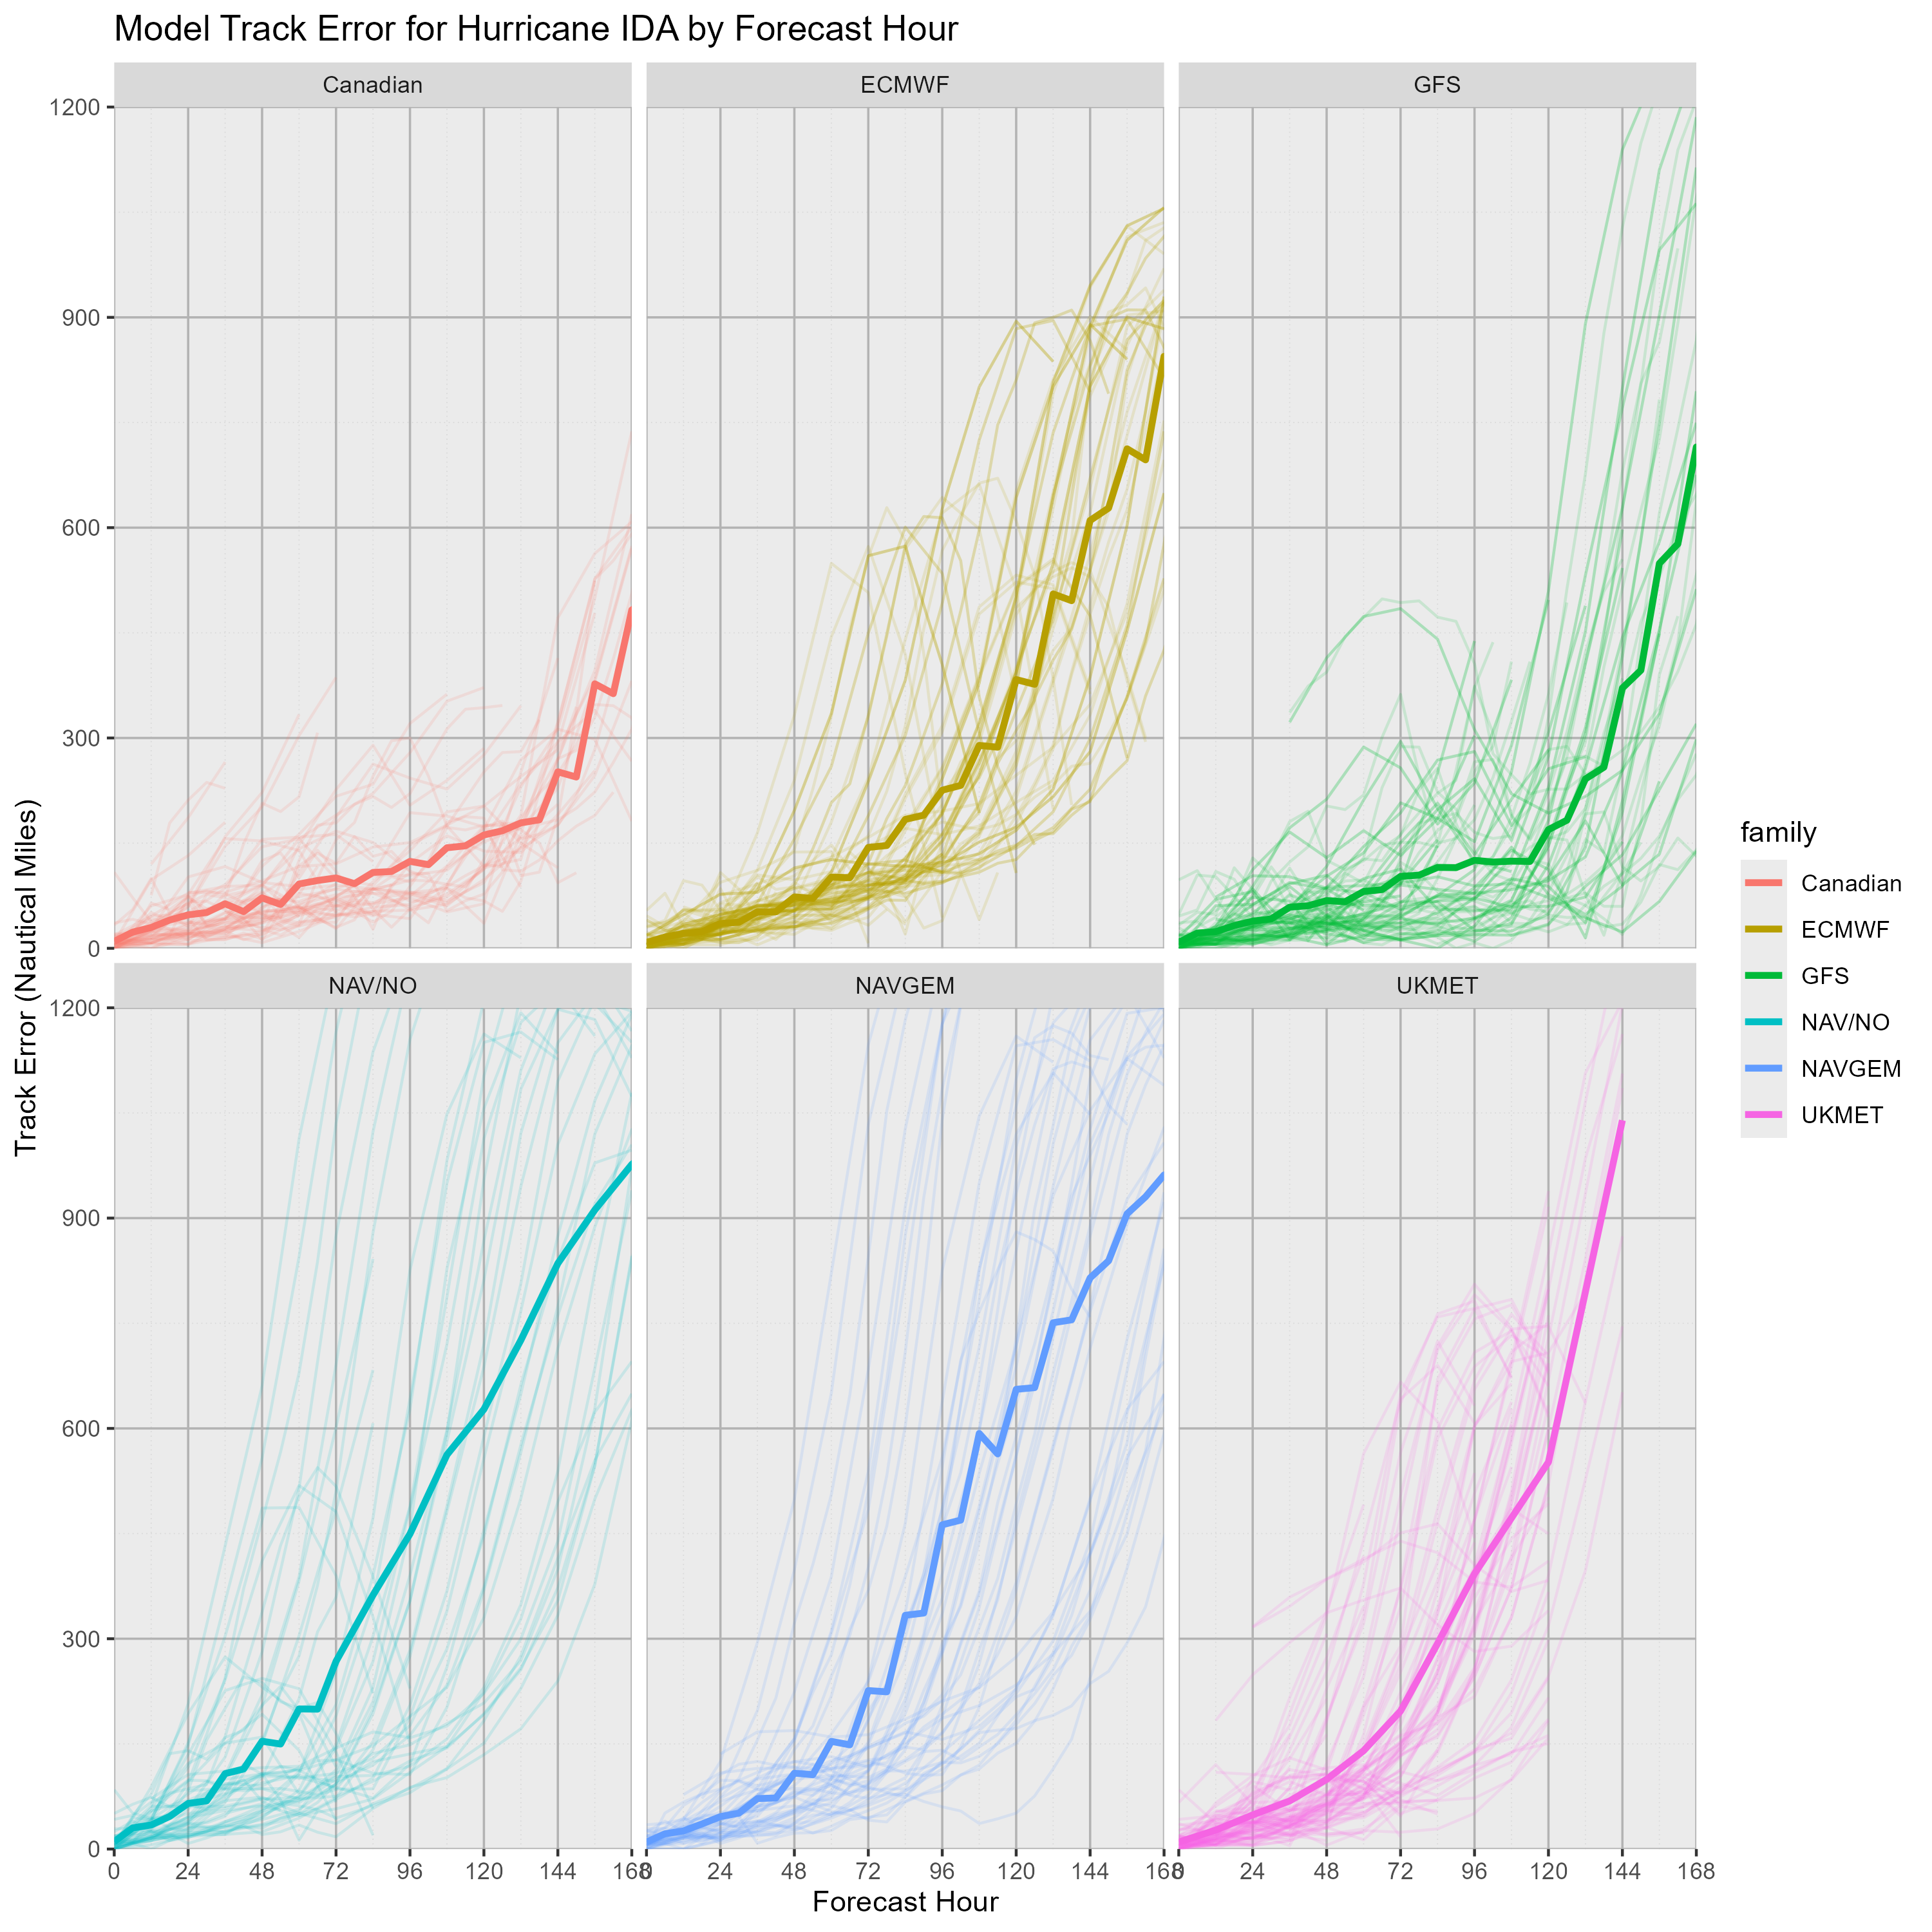 Model Track Error for Hurricane IDA by Forecast Hour
Canadian
ECMWF
GFS
1200
900
600
300
0
NAV/NO
NAVGEM
UKMET
1200
900
600
300
0
0 24 48 72 96 120 144 168
0 24 48 72 96 120 144 168
0 24 48 72 96 120 144 168
Forecast Hour
Track Error (Nautical Miles)
family
Canadian
ECMWF
GFS
NAV/NO
NAVGEM
UKMET